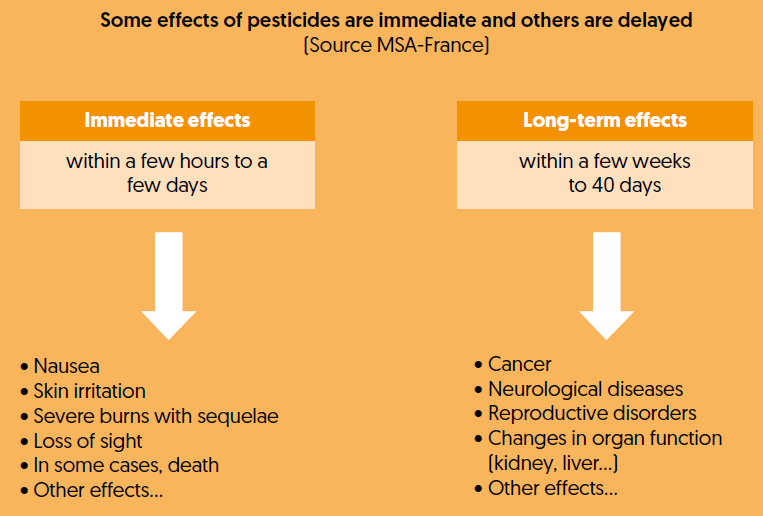 Some effects of pesticides are immediate and others are delayed
(Source MSA-France)
Immediate effects
within a few hours to a
few days
• Nausea
• Skin irritation
• Severe burns with sequelae
• Loss of sight
• In some cases, death
• Other effects...
Long-term effects
within a few weeks
to 40 days
• Cancer
• Neurological diseases
• Reproductive disorders
• Changes in organ function
(kidney, liver...)
• Other effects...